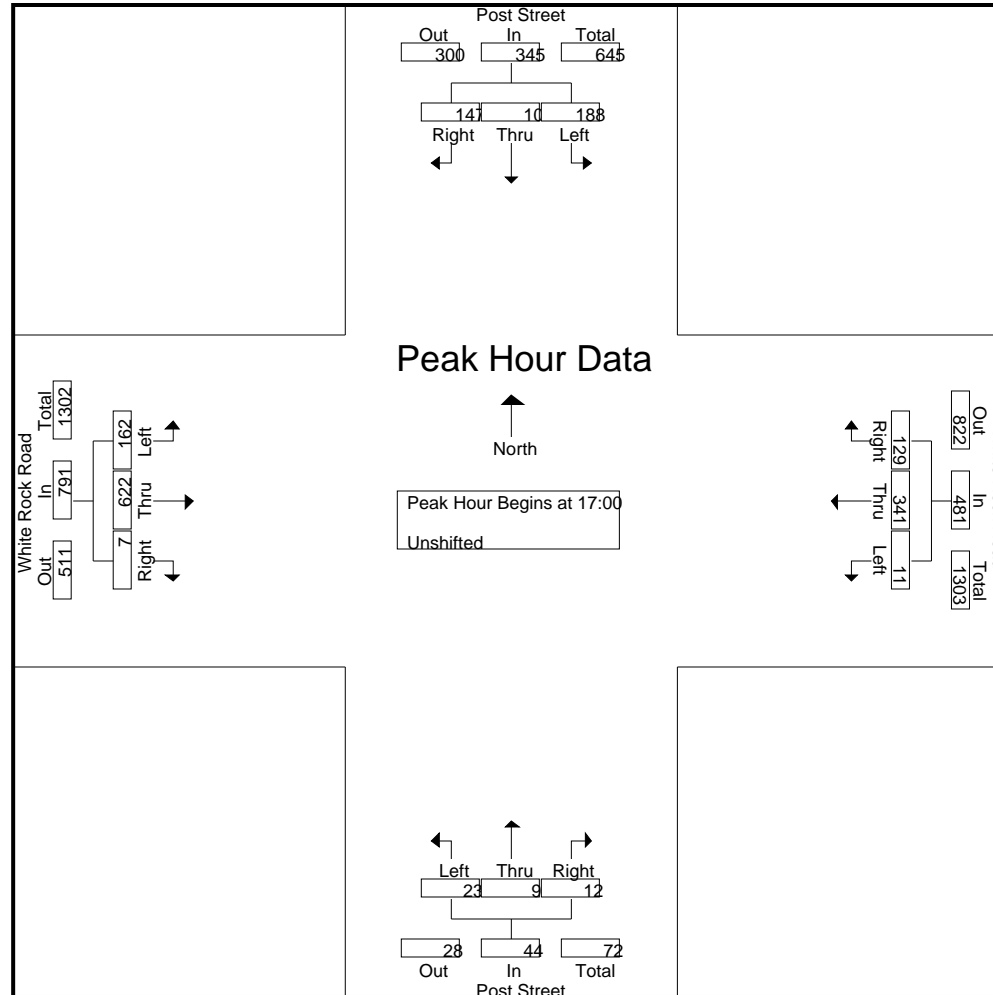 Post Street
Out In Total
300 345 645
147 10 188
Right Thru Left
Peak Hour Data
North
Peak Hour Begins at 17:00
Unshifted
White Rock Road
Out In Total
511 791 1302
7 622 162
Right Thru Left
Out In Total
822 481 1303
129 341 11
Right Thru Left
Left Thru Right
23 9 12
28 44 72
Out In Total
Post Street